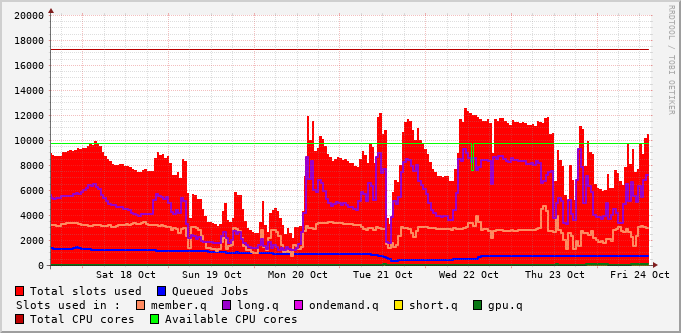 20000
18000
16000
14000
12000
10000
8000
6000
4000
2000
0
Sat 18 Oct Sun 19 Oct Mon 20 Oct Tue 21 Oct Wed 22 Oct Thu 23 Oct Fri 24 Oct
Total slots used Queued Jobs
Slots used in : member.q long.q ondemand.q short.q gpu.q
Total CPU cores Available CPU cores
RRDTOOL / TOBI OETIKER